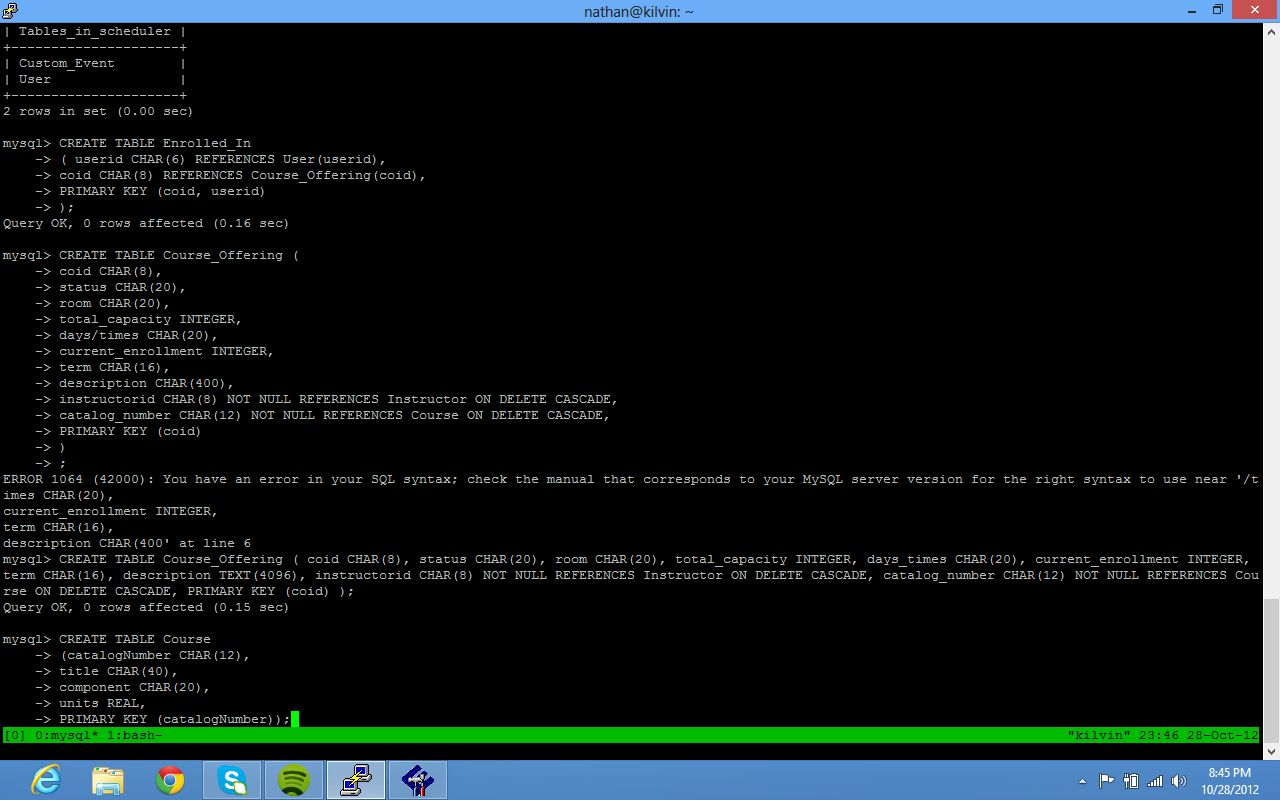 nathan@kilvin: ~
| Tables_in_scheduler |
+---------------------+
| Custom_Event        |
| User                |
+---------------------+
2 rows in set (0.00 sec)

mysql> CREATE TABLE Enrolled_In
    -> ( userid CHAR(6) REFERENCES User(userid),
    -> coid CHAR(8) REFERENCES Course_Offering(coid),
    -> PRIMARY KEY (coid, userid)
    -> );
Query OK, 0 rows affected (0.16 sec)

mysql> CREATE TABLE Course_Offering (
    -> coid CHAR(8),
    -> status CHAR(20),
    -> room CHAR(20),
    -> total_capacity INTEGER,
    -> days/times CHAR(20),
    -> current_enrollment INTEGER,
    -> term CHAR(16),
    -> description CHAR(400),
    -> instructorid CHAR(8) NOT NULL REFERENCES Instructor ON DELETE CASCADE,
    -> catalog_number CHAR(12) NOT NULL REFERENCES Course ON DELETE CASCADE,
    -> PRIMARY KEY (coid)
    -> )
    -> ;
ERROR 1064 (42000): You have an error in your SQL syntax; check the manual that corresponds to your MySQL server version for the right syntax to use near '/t
imes CHAR(20),
current_enrollment INTEGER,
term CHAR(16),
description CHAR(400' at line 6
mysql> CREATE TABLE Course_Offering ( coid CHAR(8), status CHAR(20), room CHAR(20), total_capacity INTEGER, days_times CHAR(20), current_enrollment INTEGER,
term CHAR(16), description TEXT(4096), instructorid CHAR(8) NOT NULL REFERENCES Instructor ON DELETE CASCADE, catalog_number CHAR(12) NOT NULL REFERENCES Cou
rse ON DELETE CASCADE, PRIMARY KEY (coid) );
Query OK, 0 rows affected (0.15 sec)

mysql> CREATE TABLE Course
    -> (catalogNumber CHAR(12),
    -> title CHAR(40),
    -> component CHAR(20),
    -> units REAL,
    -> PRIMARY KEY (catalogNumber));
[0] 0:mysql* 1:bash- "kilvin" 23:46 28-Oct-12
8:45 PM
10/28/2012